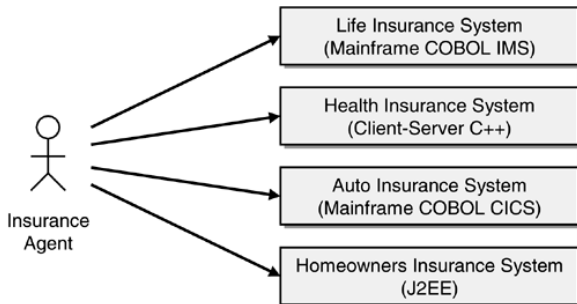 Life Insurance System
(Mainframe COBOL IMS)
Health Insurance System
(Client-Server C++)
Auto Insurance System
(Mainframe COBOL CICS)
Homeowners Insurance System
(J2EE)
Insurance
Agent